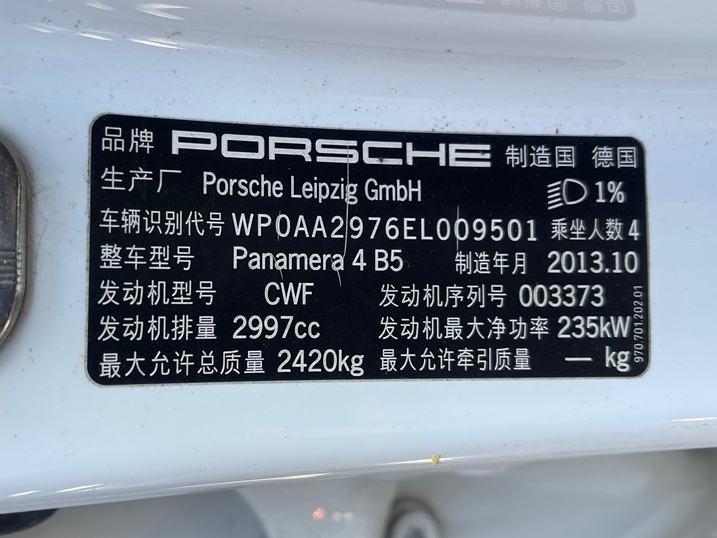 品牌 PORSCHE 制造国 德国
生产厂 Porsche Leipzig GmbH 1%
车辆识别代号 WP0AA2976EL009501 乘坐人数 4
整车型号 Panamera 4 B5 制造年月 2013.10
发动机型号 CWF 发动机序列号 003373
发动机排量 2997cc 发动机最大净功率 235kW
最大允许总质量 2420kg 最大允许牵引质量 — kg
970.701.202.01